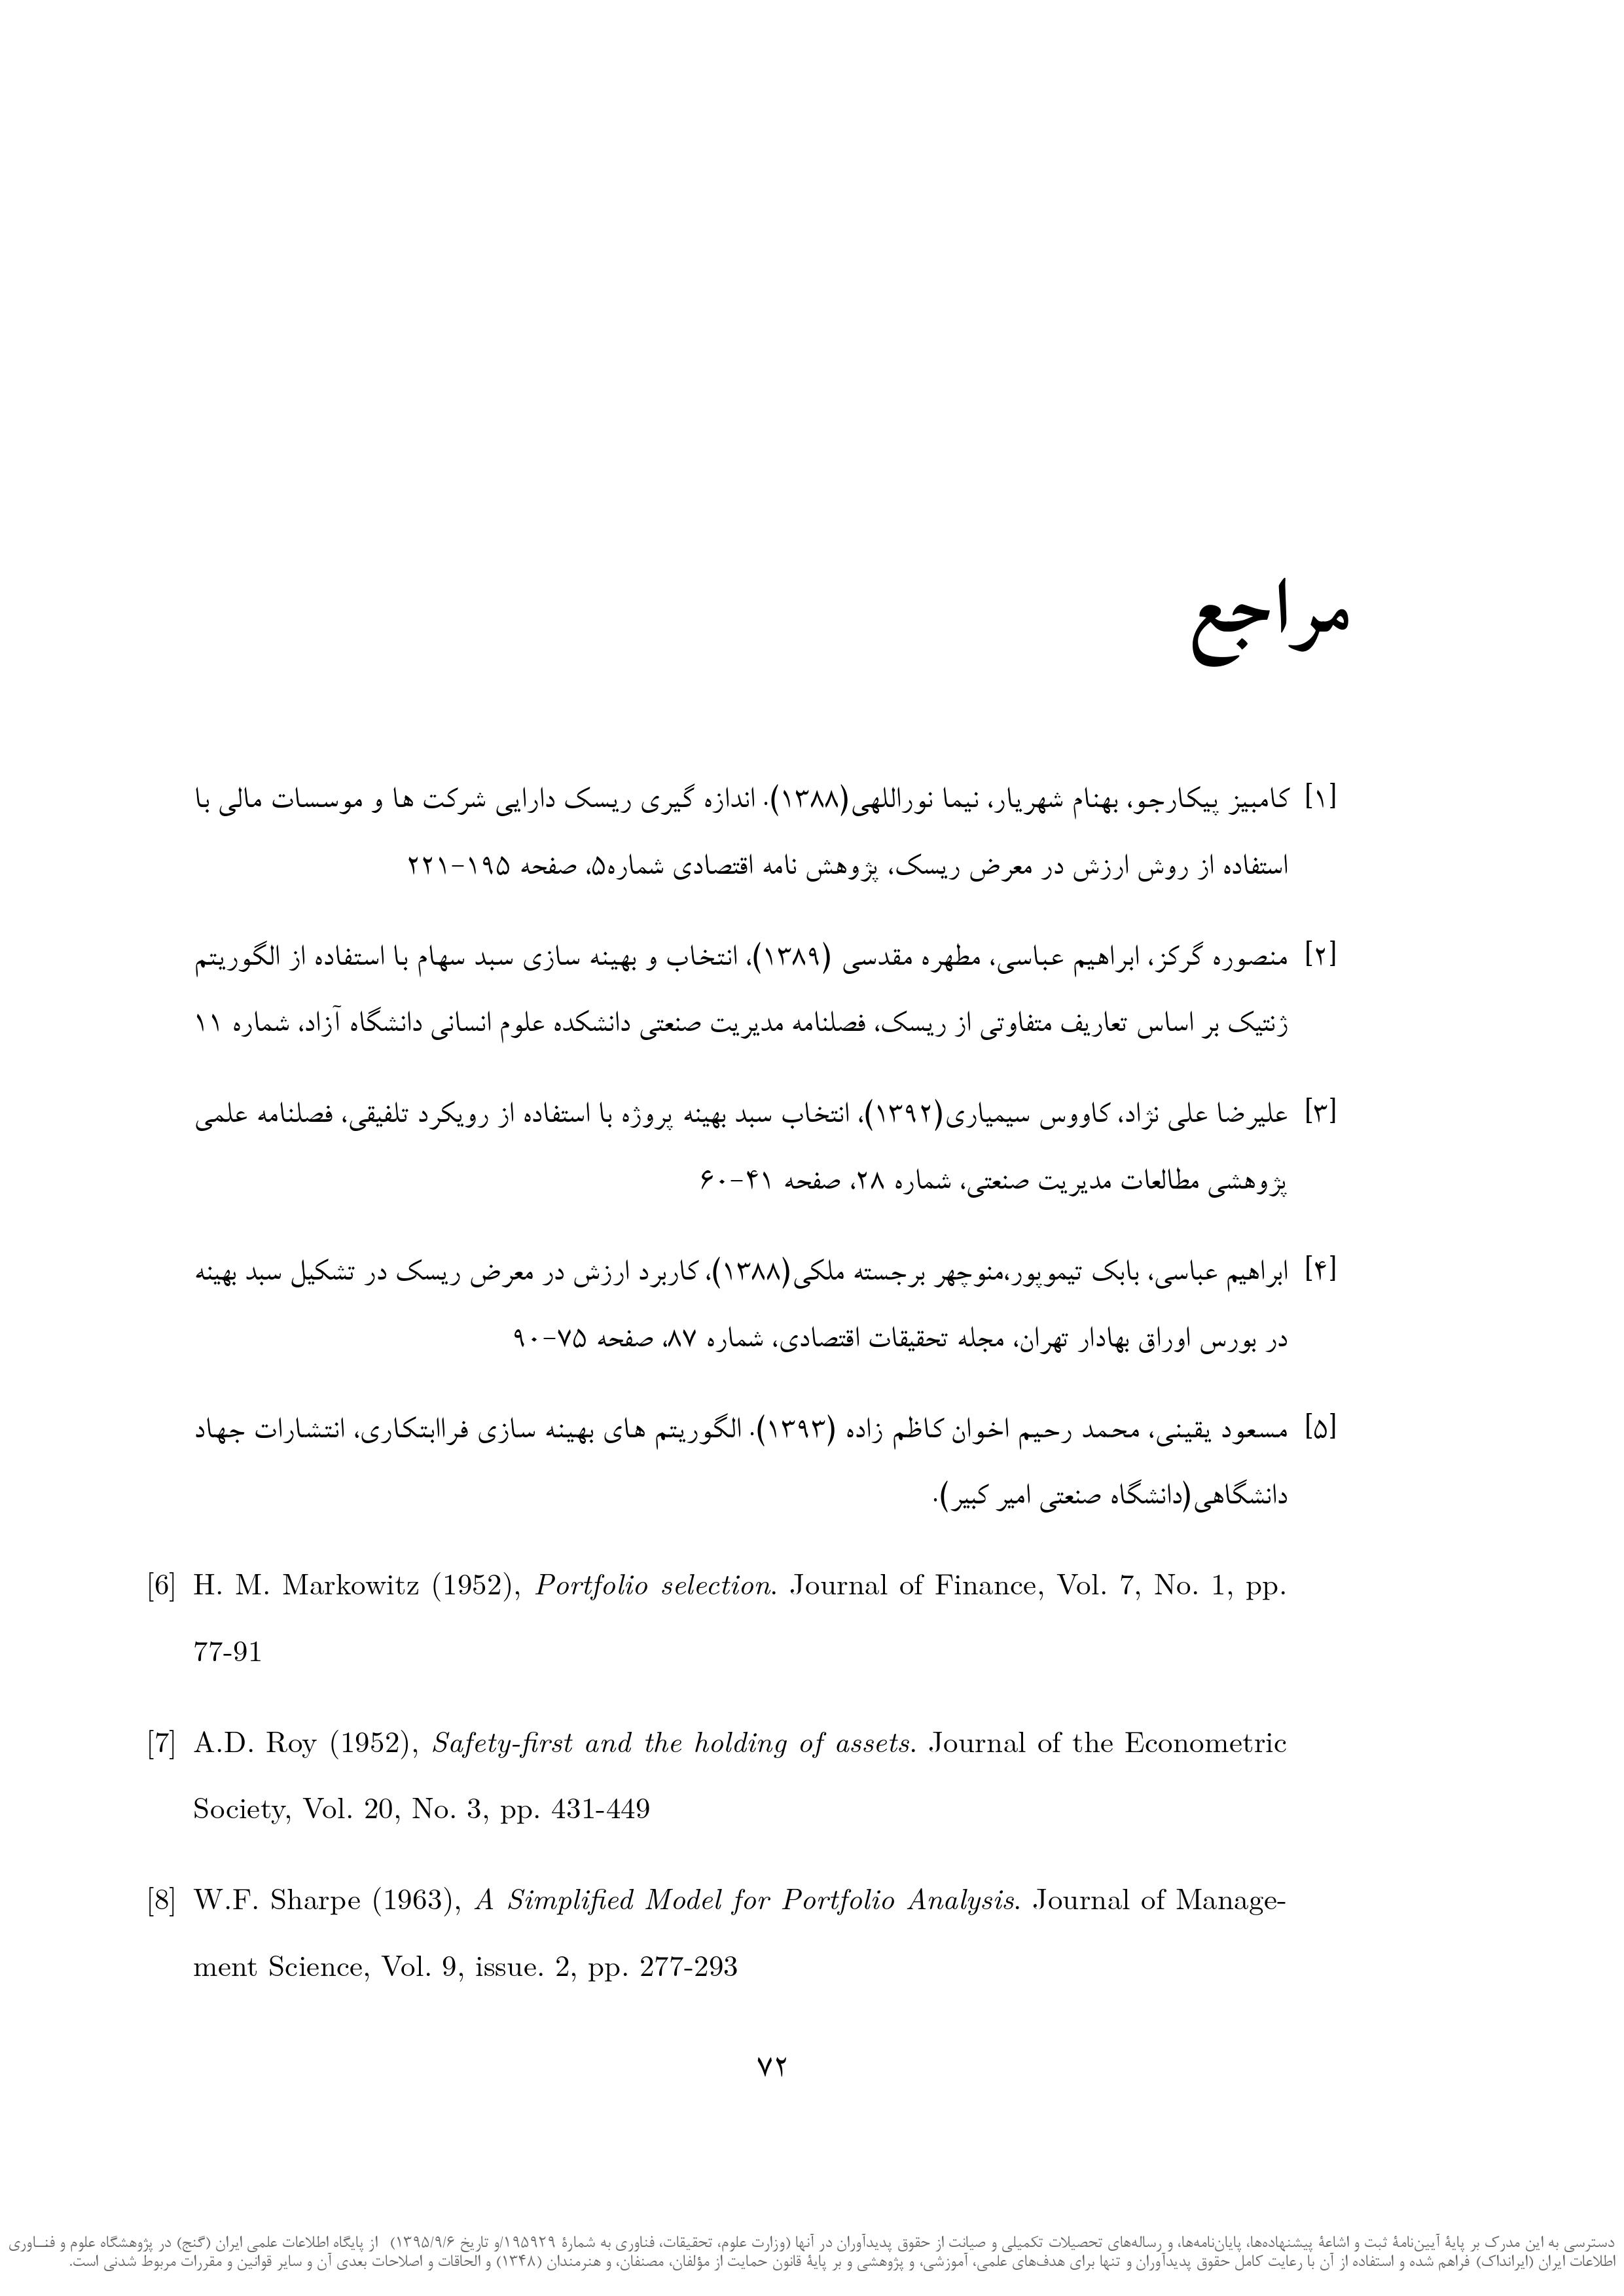 مراجع
[۱] کامبیز پیکارجو، بهنام شهریار، نیما نوراللهی(۱۳۸۸). اندازه گیری ریسک دارایی شرکت ها و موسسات مالی با
استفاده از روش ارزش در معرض ریسک، پژوهش نامه اقتصادی شماره۵، صفحه ۱۹۵-۲۲۱
[۲] منصوره گرکز، ابراهیم عباسی، مطهره مقدسی (۱۳۸۹)، انتخاب و بهینه سازی سبد سهام با استفاده از الگوریتم
ژنتیک بر اساس تعاریف متفاوتی از ریسک، فصلنامه مدیریت صنعتی دانشکده علوم انسانی دانشگاه آزاد، شماره ۱۱
[۳] علیرضا علی نژاد، کاووس سیمیاری(۱۳۹۲)، انتخاب سبد بهینه پروژه با استفاده از رویکرد تلفیقی، فصلنامه علمی
پژوهشی مطالعات مدیریت صنعتی، شماره ۲۸، صفحه ۴۱-۶۰
[۴] ابراهیم عباسی، بابک تیموپور،منوچهر برجسته ملکی(۱۳۸۸)، کاربرد ارزش در معرض ریسک در تشکیل سبد بهینه
در بورس اوراق بهادار تهران، مجله تحقیقات اقتصادی، شماره ۸۷، صفحه ۷۵-۹۰
[۵] مسعود یقینی، محمد رحیم اخوان کاظم زاده (۱۳۹۳). الگوریتم های بهینه سازی فراابتکاری، انتشارات جهاد
دانشگاهی(دانشگاه صنعتی امیر کبیر).
[6] H. M. Markowitz (1952), Portfolio selection. Journal of Finance, Vol. 7, No. 1, pp.
77-91
[7] A.D. Roy (1952), Safety-first and the holding of assets. Journal of the Econometric
Society, Vol. 20, No. 3, pp. 431-449
[8] W.F. Sharpe (1963), A Simplified Model for Portfolio Analysis. Journal of Manage-
ment Science, Vol. 9, issue. 2, pp. 277-293
۷۲
دسترسی به این مدرک بر پایهٔ آیین‌نامهٔ ثبت و اشاعهٔ پیشنهاده‌ها، پایان‌نامه‌ها، و رساله‌های تحصیلات تکمیلی و صیانت از حقوق پدیدآوران در آنها (وزارت علوم، تحقیقات، فناوری به شمارهٔ ۱۹۵۹۲۹/و تاریخ ۱۳۹۵/۹/۶) از پایگاه اطلاعات علمی ایران (گنج) در پژوهشگاه علوم و فنـــاوری
اطلاعات ایران (ایرانداک) فراهم شده و استفاده از آن با رعایت کامل حقوق پدیدآوران و تنها برای هدف‌های علمی، آموزشی، و پژوهشی و بر پایهٔ قانون حمایت از مؤلفان، مصنفان، و هنرمندان (۱۳۴۸) و الحاقات و اصلاحات بعدی آن و سایر قوانین و مقررات مربوط شدنی است.